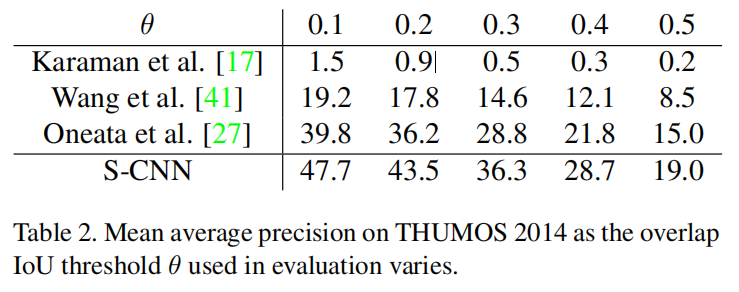 θ 0.1 0.2 0.3 0.4 0.5
Karaman et al. [17] 1.5 0.9 0.5 0.3 0.2
Wang et al. [41] 19.2 17.8 14.6 12.1 8.5
Oneata et al. [27] 39.8 36.2 28.8 21.8 15.0
S-CNN 47.7 43.5 36.3 28.7 19.0
Table 2. Mean average precision on THUMOS 2014 as the overlap
IoU threshold θ used in evaluation varies.